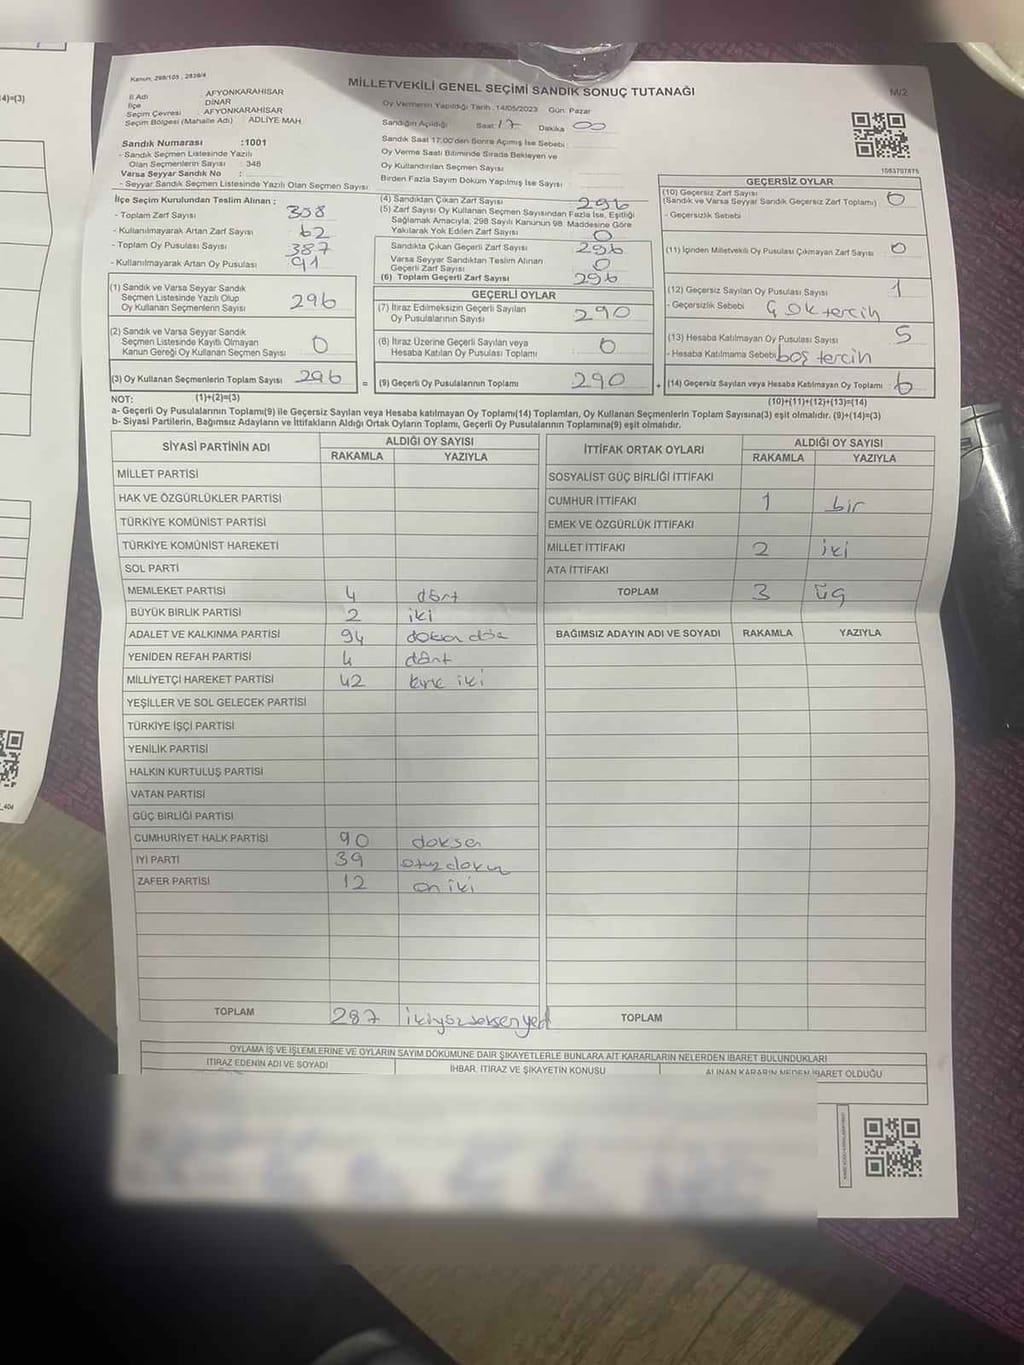 4)=(3)
Kanun: 298/105 , 2839/4
MİLLETVEKİLİ GENEL SEÇİMİ SANDIK SONUÇ TUTANAĞI
M/2
İl Adı AFYONKARAHİSAR
İlçe DİNAR
Seçim Çevresi AFYONKARAHİSAR
Seçim Bölgesi (Mahalle Adı) ADLİYE MAH.
Oy Vermenin Yapıldığı Tarih : 14/05/2023 Gün: Pazar
Sandığın Açıldığı Saat 17 Dakika 00
Sandık Saat 17.00'den Sonra Açılmış İse Sebebi :
Oy Verme Saati Bitiminde Sırada Bekleyen ve
Oy Kullandırılan Seçmen Sayısı
Birden Fazla Sayım Döküm Yapılmış İse Sayısı
Sandık Numarası :1001
- Sandık Seçmen Listesinde Yazılı
Olan Seçmenlerin Sayısı : 348
Varsa Seyyar Sandık No :
- Seyyar Sandık Seçmen Listesinde Yazılı Olan Seçmen Sayısı
İlçe Seçim Kurulundan Teslim Alınan :
- Toplam Zarf Sayısı 358
- Kullanılmayarak Artan Zarf Sayısı 62
- Toplam Oy Pusulası Sayısı 387
- Kullanılmayarak Artan Oy Pusulası 91
(1) Sandık ve Varsa Seyyar Sandık
Seçmen Listesinde Yazılı Olup
Oy Kullanan Seçmenlerin Sayısı 296
(2) Sandık ve Varsa Seyyar Sandık
Seçmen Listesinde Kayıtlı Olmayan
Kanun Gereği Oy Kullanan Seçmen Sayısı 0
(3) Oy Kullanan Seçmenlerin Toplam Sayısı 296
(1)+(2)=(3)
(4) Sandıktan Çıkan Zarf Sayısı 296
(5) Zarf Sayısı Oy Kullanan Seçmen Sayısından Fazla İse, Eşitliği
Sağlamak Amacıyla, 298 Sayılı Kanunun 98. Maddesine Göre
Yakılarak Yok Edilen Zarf Sayısı 0
Sandıkta Çıkan Geçerli Zarf Sayısı 296
Varsa Seyyar Sandıktan Teslim Alınan
Geçerli Zarf Sayısı 0
(6) Toplam Geçerli Zarf Sayısı 296
GEÇERLİ OYLAR
(7) İtiraz Edilmeksizin Geçerli Sayılan
Oy Pusulalarının Sayısı 290
(8) İtiraz Üzerine Geçerli Sayılan veya
Hesaba Katılan Oy Pusulası Toplamı 0
= (9) Geçerli Oy Pusulalarının Toplamı 290
GEÇERSİZ OYLAR
(10) Geçersiz Zarf Sayısı
(Sandık ve Varsa Seyyar Sandık Geçersiz Zarf Toplamı) 0
- Geçersizlik Sebebi
(11) İçinden Milletvekili Oy Pusulası Çıkmayan Zarf Sayısı 0
(12) Geçersiz Sayılan Oy Pusulası Sayısı 1
- Geçersizlik Sebebi Çok tercih
(13) Hesaba Katılmayan Oy Pusulası Sayısı 5
- Hesaba Katılmama Sebebi boş tercih
+ (14) Geçersiz Sayılan veya Hesaba Katılmayan Oy Toplamı 6
(10)+(11)+(12)+(13)=(14)
NOT:
a- Geçerli Oy Pusulalarının Toplamı(9) ile Geçersiz Sayılan veya Hesaba katılmayan Oy Toplamı(14) Toplamları, Oy Kullanan Seçmenlerin Toplam Sayısına(3) eşit olmalıdır. (9)+(14)=(3)
b- Siyasi Partilerin, Bağımsız Adayların ve İttifakların Aldığı Ortak Oyların Toplamı, Geçerli Oy Pusulalarının Toplamına(9) eşit olmalıdır.
SİYASİ PARTİNİN ADI ALDIĞI OY SAYISI
RAKAMLA YAZIYLA
MİLLET PARTİSİ
HAK VE ÖZGÜRLÜKLER PARTİSİ
TÜRKİYE KOMÜNİST PARTİSİ
TÜRKİYE KOMÜNİST HAREKETİ
SOL PARTİ
MEMLEKET PARTİSİ 4 dört
BÜYÜK BİRLİK PARTİSİ 2 iki
ADALET VE KALKINMA PARTİSİ 94
YENİDEN REFAH PARTİSİ 4 dört
MİLLİYETÇİ HAREKET PARTİSİ 42 kırk iki
YEŞİLLER VE SOL GELECEK PARTİSİ
TÜRKİYE İŞÇİ PARTİSİ
YENİLİK PARTİSİ
HALKIN KURTULUŞ PARTİSİ
VATAN PARTİSİ
GÜÇ BİRLİĞİ PARTİSİ
CUMHURİYET HALK PARTİSİ 90 doksan
İYİ PARTİ 39 otuz dokuz
ZAFER PARTİSİ 12 on iki
TOPLAM 287 ikiyüzseksenyedi
İTTİFAK ORTAK OYLARI ALDIĞI OY SAYISI
RAKAMLA YAZIYLA
SOSYALİST GÜÇ BİRLİĞİ İTTİFAKI
CUMHUR İTTİFAKI 1 bir
EMEK VE ÖZGÜRLÜK İTTİFAKI
MİLLET İTTİFAKI 2 iki
ATA İTTİFAKI
TOPLAM 3 üç
BAĞIMSIZ ADAYIN ADI VE SOYADI RAKAMLA YAZIYLA
TOPLAM
OYLAMA İŞ VE İŞLEMLERİNE VE OYLARIN SAYIM DÖKÜMÜNE DAİR ŞİKAYETLERLE BUNLARA AİT KARARLARIN NELERDEN İBARET BULUNDUKLARI
İTİRAZ EDENİN ADI VE SOYADI İHBAR, İTİRAZ VE ŞİKAYETİN KONUSU ALINAN KARARIN NEDEN İBARET OLDUĞU